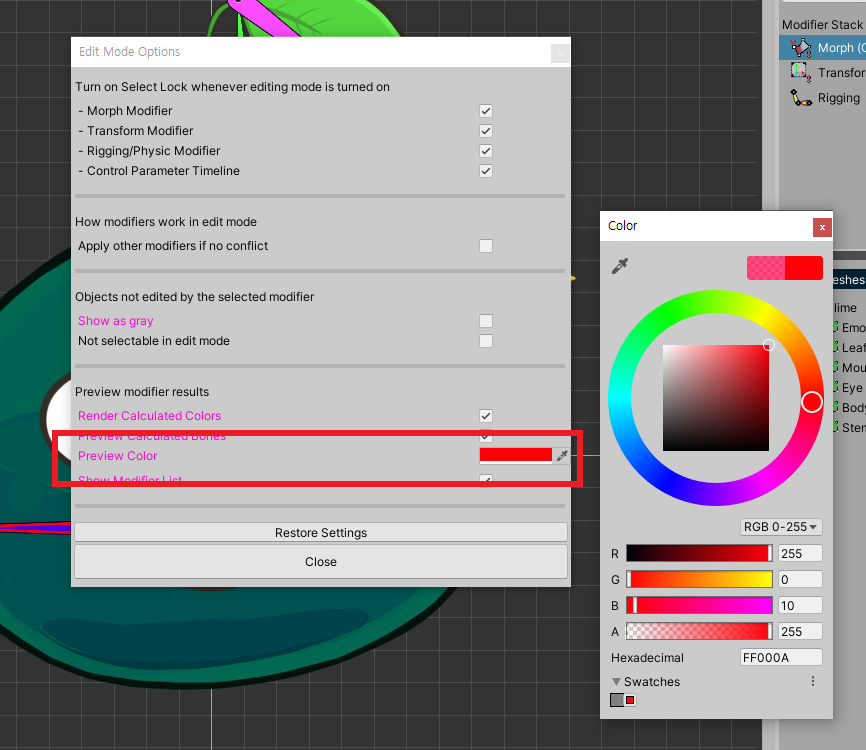 Edit Mode Options
x
Turn on Select Lock whenever editing mode is turned on
- Morph Modifier
- Transform Modifier
- Rigging/Physic Modifier
- Control Parameter Timeline
How modifiers work in edit mode
Apply other modifiers if no conflict
Objects not edited by the selected modifier
Show as gray
Not selectable in edit mode
Preview modifier results
Render Calculated Colors
Preview Calculated Bones
Preview Color
Show Modifier List
Restore Settings
Close
Modifier Stack
Morph (C
Transfor
Rigging
Color
x
RGB 0-255
R 255
G 0
B 10
A 255
Hexadecimal FF000A
Swatches
eshes
lime
Emo
Leaf
Mou
Eye
Body
Stem